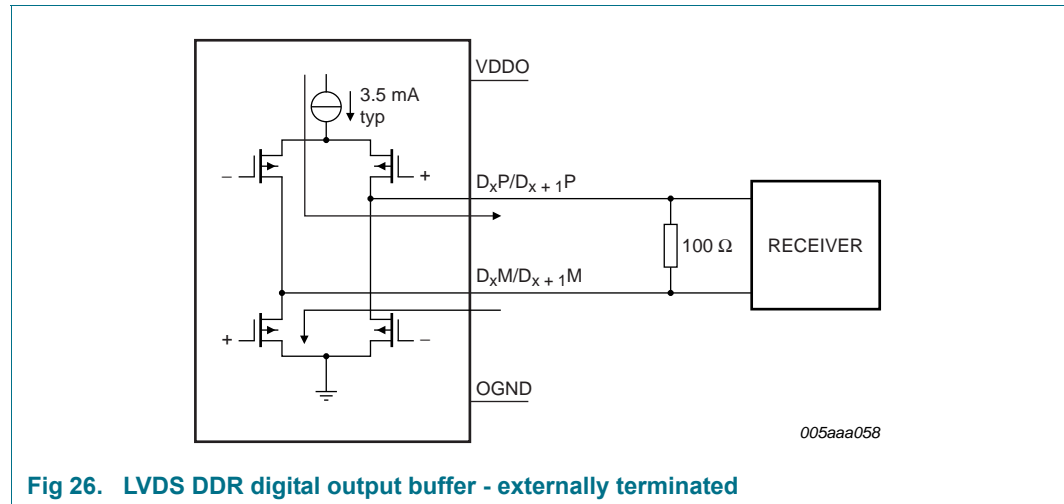 VDDO
3.5 mA
typ
–
+
DxP/Dx + 1P
100 Ω
RECEIVER
DxM/Dx + 1M
+
–
OGND
005aaa058
Fig 26. LVDS DDR digital output buffer - externally terminated